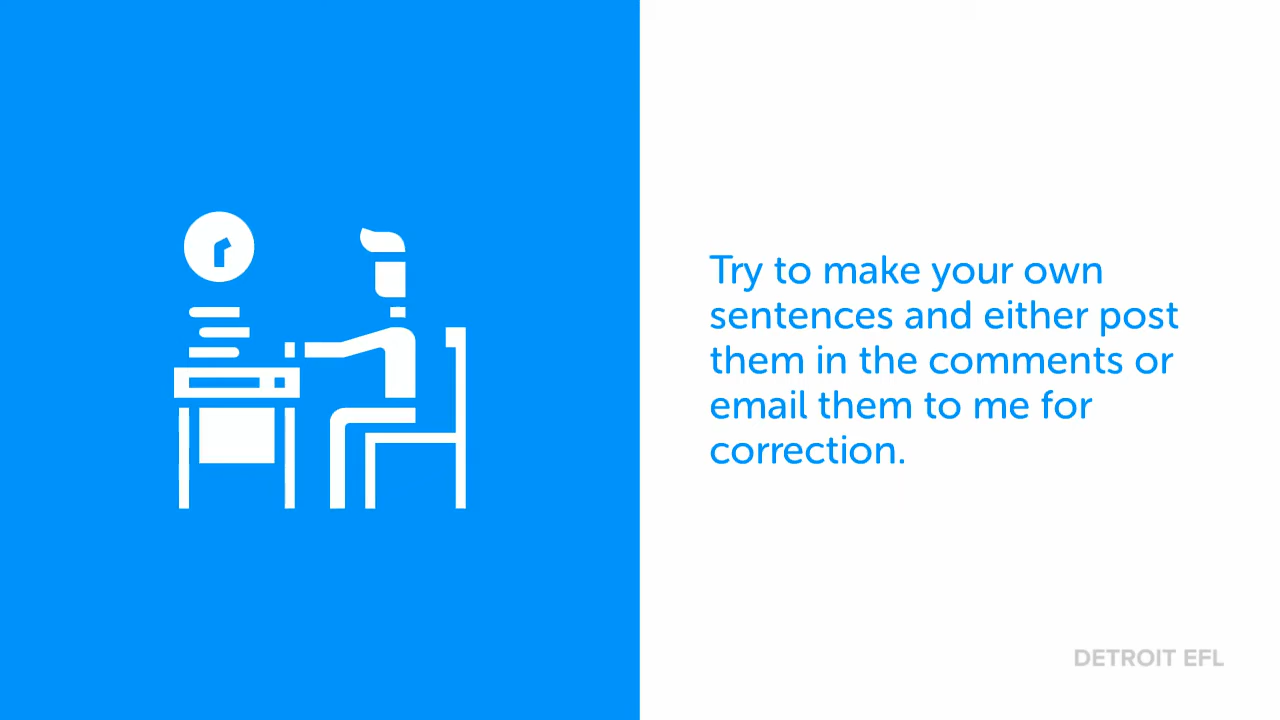 Try to make your own
sentences and either post
them in the comments or
email them to me for
correction.
DETROIT EFL